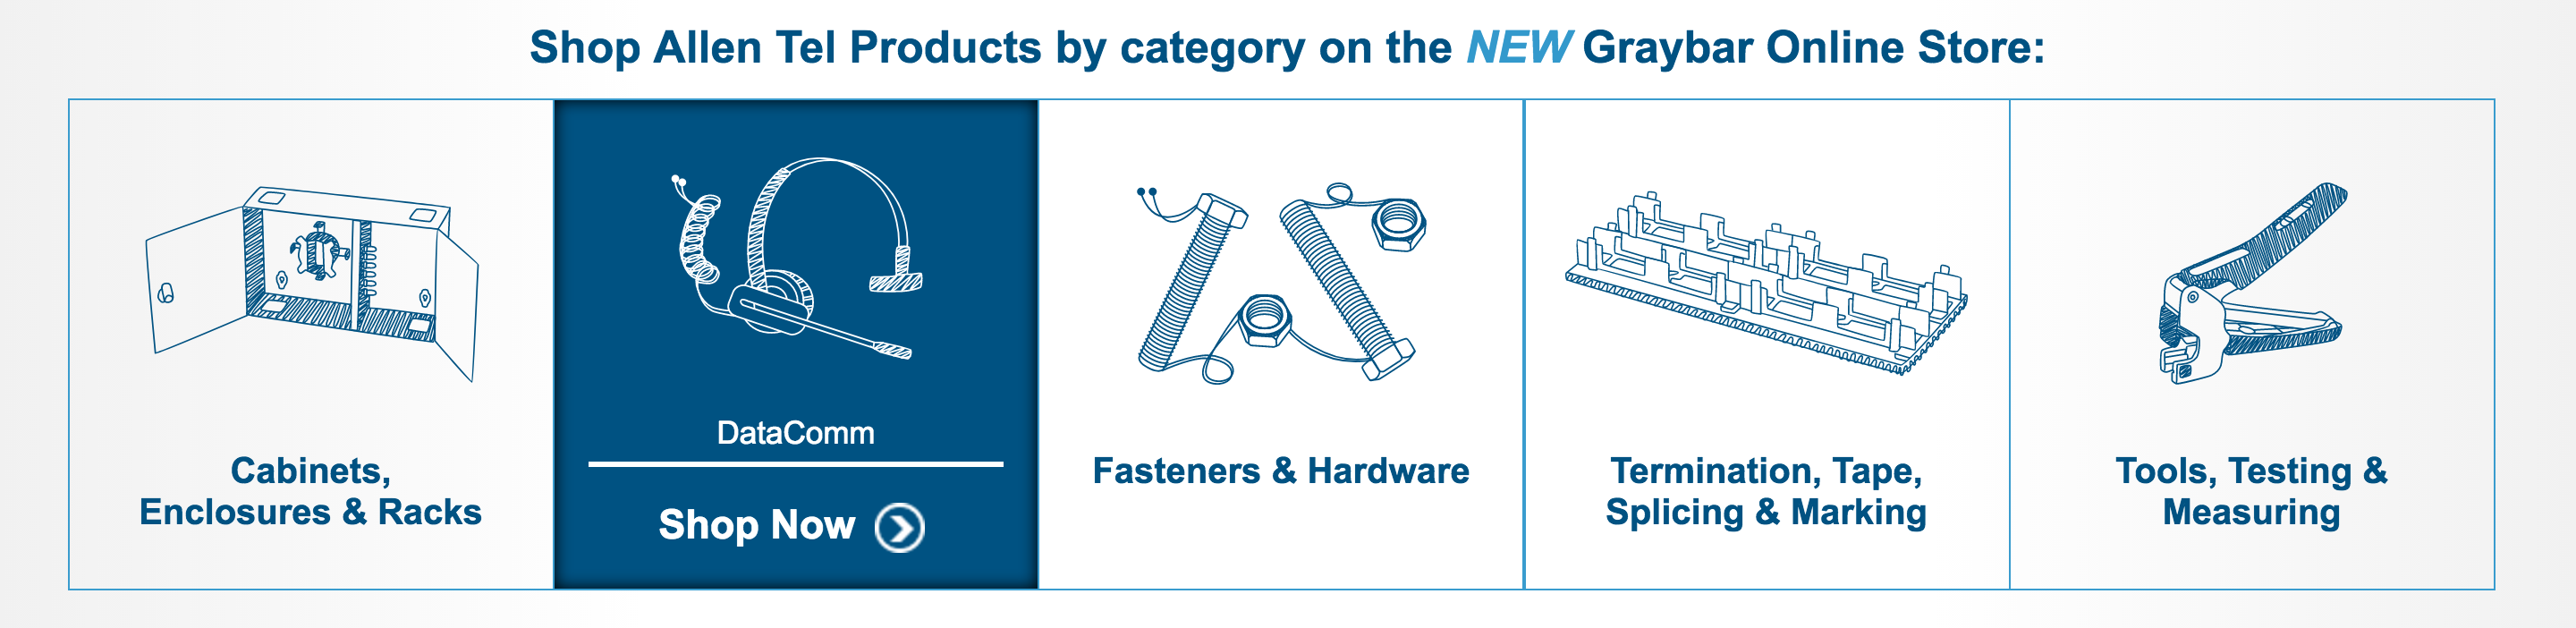 Shop Allen Tel Products by category on the NEW Graybar Online Store:
Cabinets,
Enclosures & Racks
DataComm
Shop Now
Fasteners & Hardware
Termination, Tape,
Splicing & Marking
Tools, Testing &
Measuring